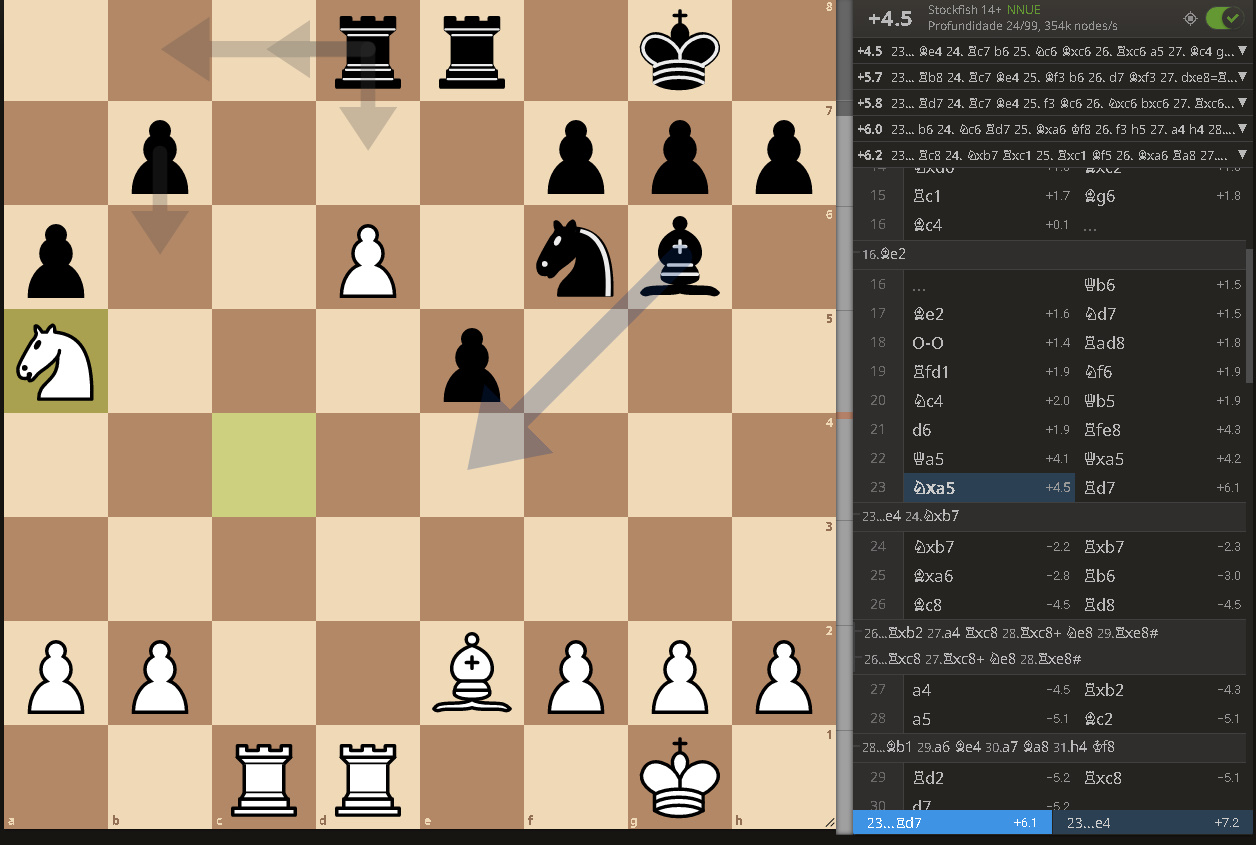 8
7
6
5
4
3
2
1
a b c d e f g h
+4.5 Stockfish 14+ NNUE
Profundidade 24/99, 354k nodes/s
+4.5 23... ♗e4 24. ♖c7 b6 25. ♘c6 ♗xc6 26. ♖xc6 a5 27. ♗c4 g...
+5.7 23... ♖b8 24. ♖c7 ♗e4 25. ♗f3 b6 26. d7 ♗xf3 27. dxe8=♖...
+5.8 23... ♖d7 24. ♖c7 ♗e4 25. f3 ♗c6 26. ♘xc6 bxc6 27. ♖xc6...
+6.0 23... b6 24. ♘c6 ♖d7 25. ♗xa6 ♔f8 26. f3 h5 27. a4 h4 28....
+6.2 23... ♖c8 24. ♘xb7 ♖xc1 25. ♖xc1 ♗f5 26. ♗xa6 ♖a8 27....
15 ♖c1 +1.7 ♗g6 +1.8
16 ♗c4 +0.1 ...
16.♗e2
16 ... ♕b6 +1.5
17 ♗e2 +1.6 ♘d7 +1.5
18 O-O +1.4 ♖ad8 +1.8
19 ♖fd1 +1.9 ♘f6 +1.9
20 ♘c4 +2.0 ♕b5 +1.9
21 d6 +1.9 ♖fe8 +4.3
22 ♕a5 +4.1 ♕xa5 +4.2
23 ♘xa5 +4.5 ♖d7 +6.1
23...e4 24.♘xb7
24 ♘xb7 −2.2 ♖xb7 −2.3
25 ♗xa6 −2.8 ♖b6 −3.0
26 ♗c8 −4.5 ♖d8 −4.5
26...♖xb2 27.a4 ♖xc8 28.♖xc8+ ♘e8 29.♖xe8#
26...♖xc8 27.♖xc8+ ♘e8 28.♖xe8#
27 a4 −4.5 ♖xb2 −4.3
28 a5 −5.1 ♗c2 −5.1
28...♗b1 29.a6 ♗e4 30.a7 ♗a8 31.h4 ♔f8
29 ♖d2 −5.2 ♖xc8 −5.1
30 d7 −5.2
23...♖d7 +6.1 23...e4 +7.2